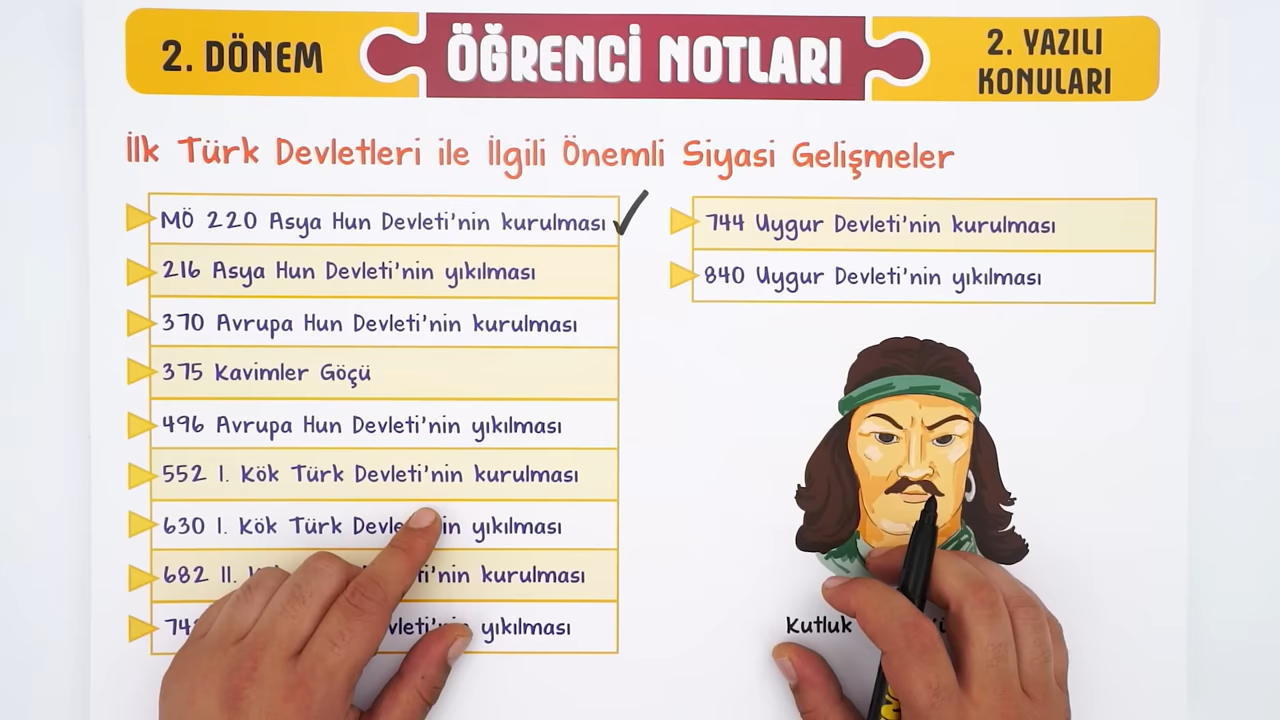 2. DÖNEM
ÖĞRENCİ NOTLARI
2. YAZILI
KONULARI
İlk Türk Devletleri ile İlgili Önemli Siyasi Gelişmeler
MÖ 220 Asya Hun Devleti'nin kurulması
216 Asya Hun Devleti'nin yıkılması
370 Avrupa Hun Devleti'nin kurulması
375 Kavimler Göçü
496 Avrupa Hun Devleti'nin yıkılması
552 I. Kök Türk Devleti'nin kurulması
630 I. Kök Türk Devle in yıkılması
682 II. ti'nin kurulması
74 vleti'nin yıkılması
744 Uygur Devleti'nin kurulması
840 Uygur Devleti'nin yıkılması
Kutluk